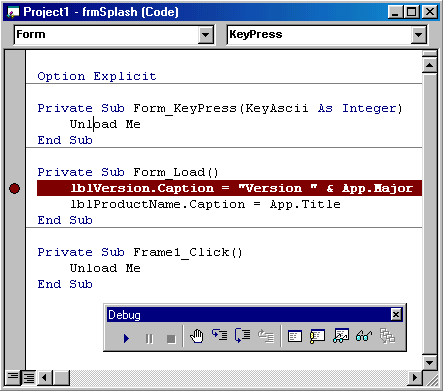 Project1 - frmSplash (Code)
Form
KeyPress
Option Explicit
Private Sub Form_KeyPress(KeyAscii As Integer)
Unload Me
End Sub
Private Sub Form_Load()
lblVersion.Caption = "Version " & App.Major
lblProductName.Caption = App.Title
End Sub
Private Sub Frame1_Click()
Unload Me
End Sub
Debug